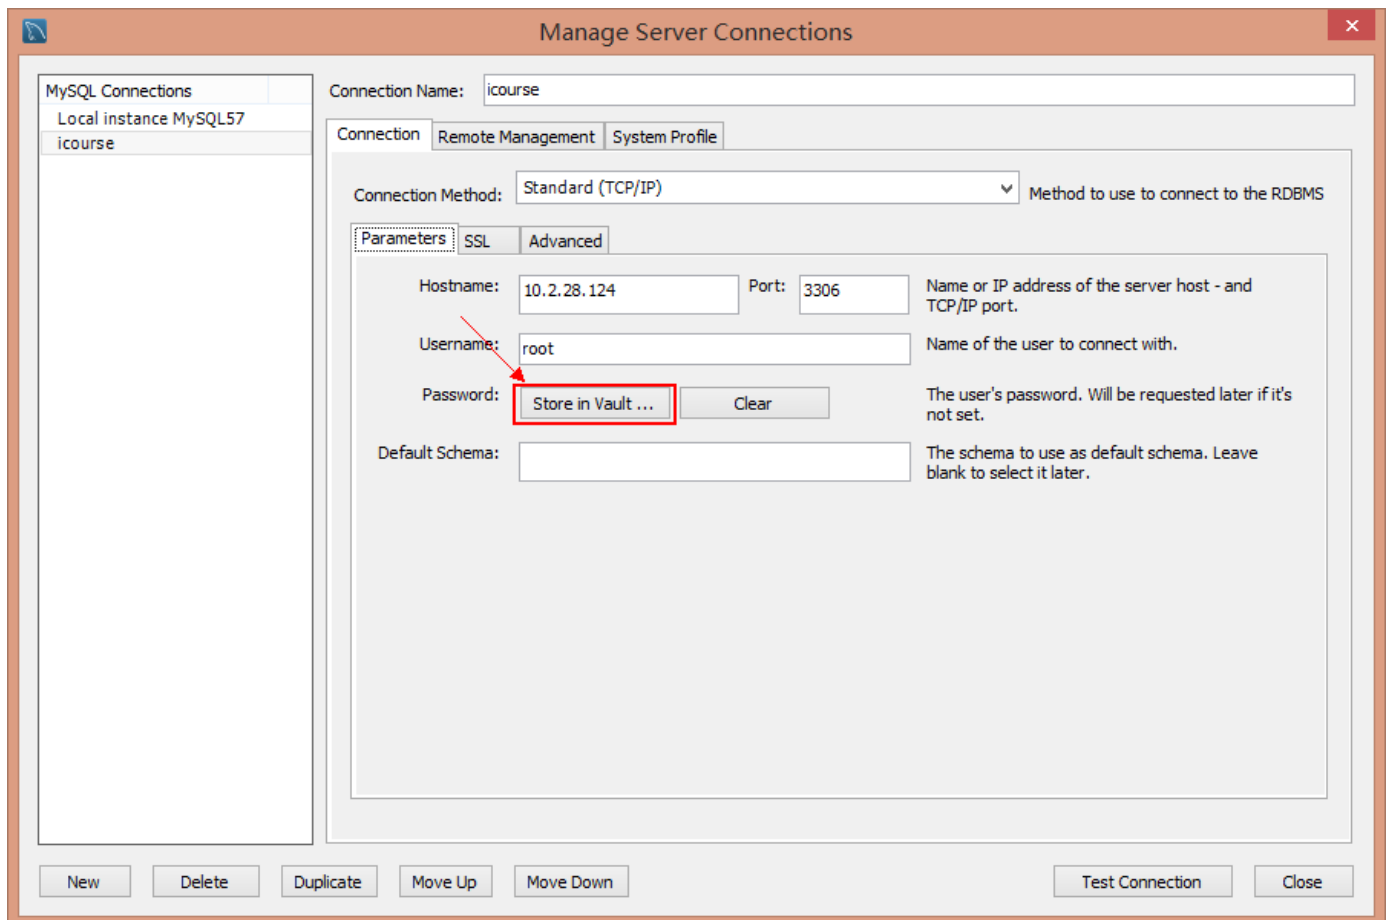 Manage Server Connections
MySQL Connections
Local instance MySQL57
icourse
Connection Name: icourse
Connection Remote Management System Profile
Connection Method: Standard (TCP/IP) Method to use to connect to the RDBMS
Parameters SSL Advanced
Hostname: 10.2.28.124 Port: 3306 Name or IP address of the server host - and
TCP/IP port.
Username: root Name of the user to connect with.
Password: Store in Vault ... Clear The user's password. Will be requested later if it's
not set.
Default Schema: The schema to use as default schema. Leave
blank to select it later.
New Delete Duplicate Move Up Move Down Test Connection Close